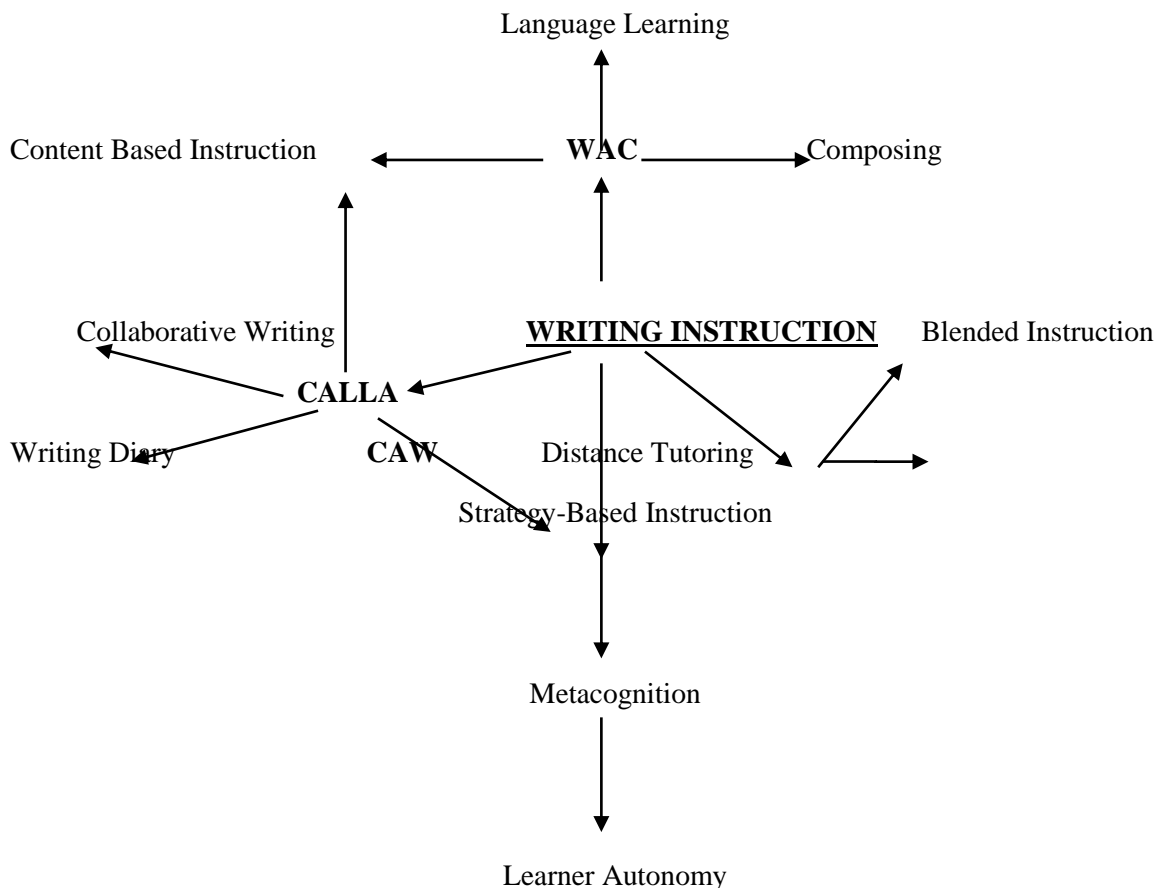 Language Learning
Content Based Instruction WAC Composing
Collaborative Writing WRITING INSTRUCTION Blended Instruction
CALLA
Writing Diary CAW Distance Tutoring
Strategy-Based Instruction
Metacognition
Learner Autonomy